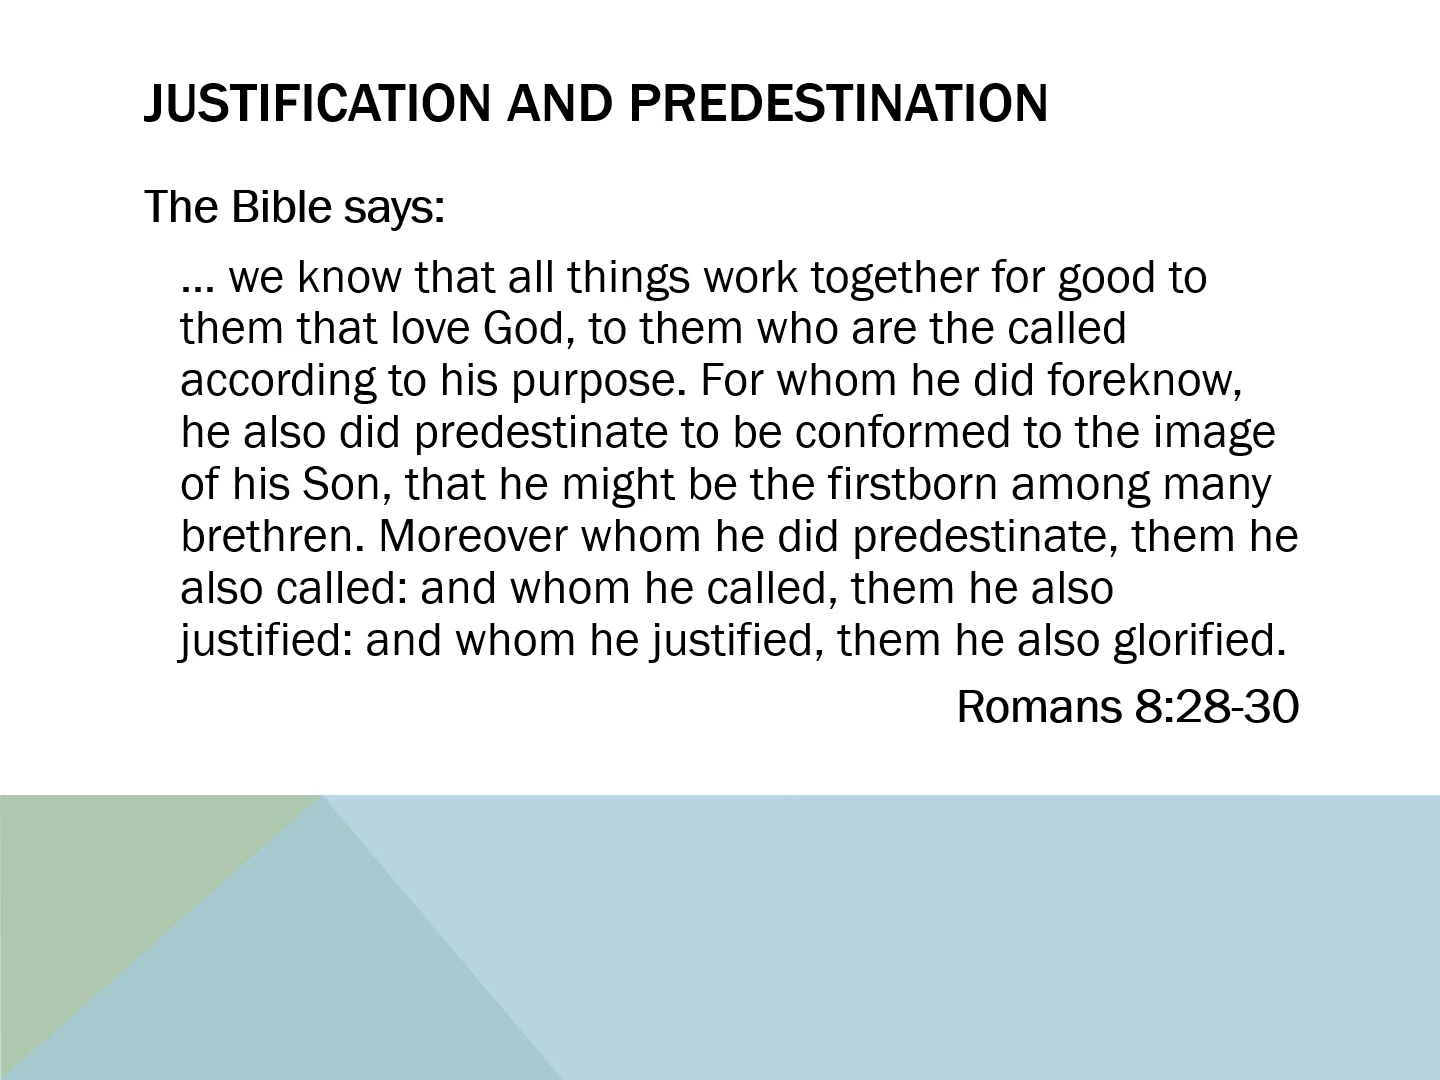 JUSTIFICATION AND PREDESTINATION
The Bible says:
... we know that all things work together for good to
them that love God, to them who are the called
according to his purpose. For whom he did foreknow,
he also did predestinate to be conformed to the image
of his Son, that he might be the firstborn among many
brethren. Moreover whom he did predestinate, them he
also called: and whom he called, them he also
justified: and whom he justified, them he also glorified.
Romans 8:28-30